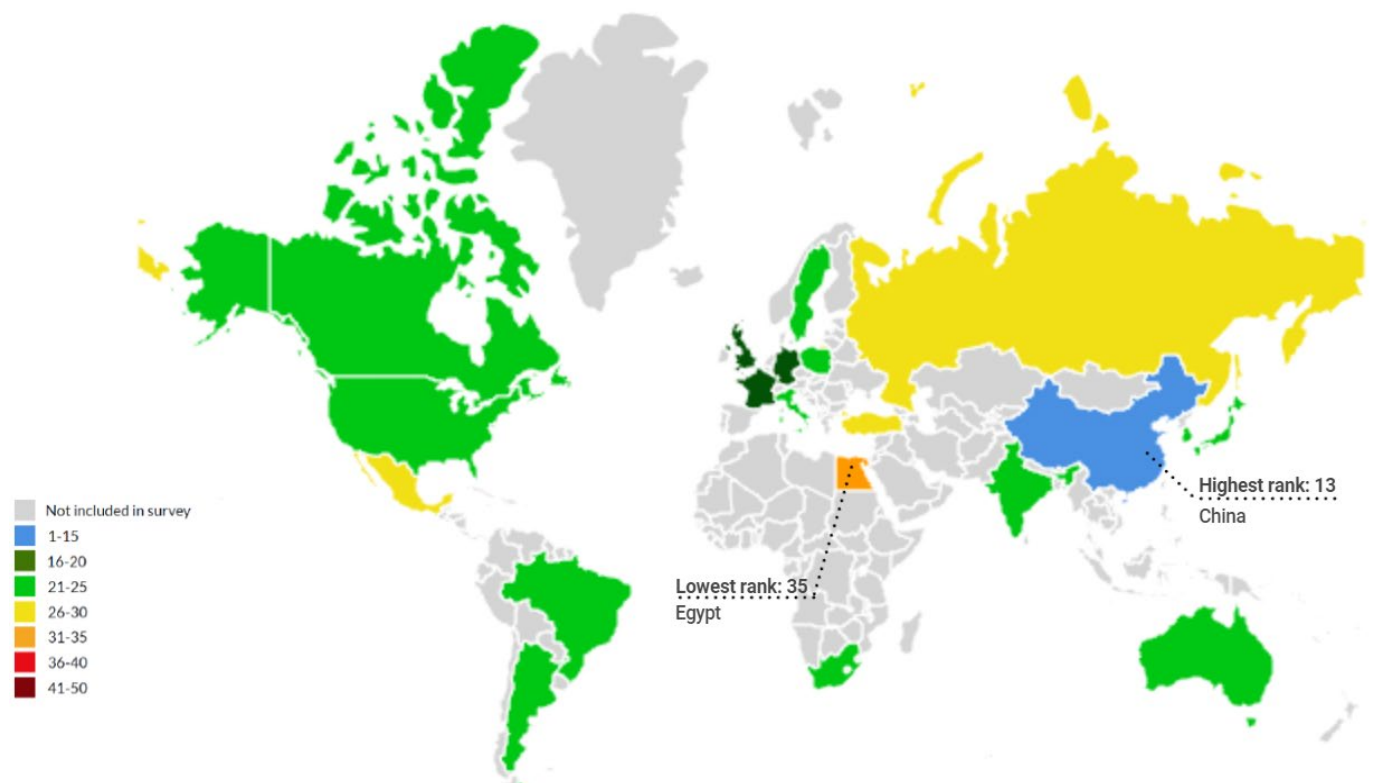 Not included in survey
1-15
16-20
21-25
26-30
31-35
36-40
41-50
Lowest rank: 35
Egypt
Highest rank: 13
China